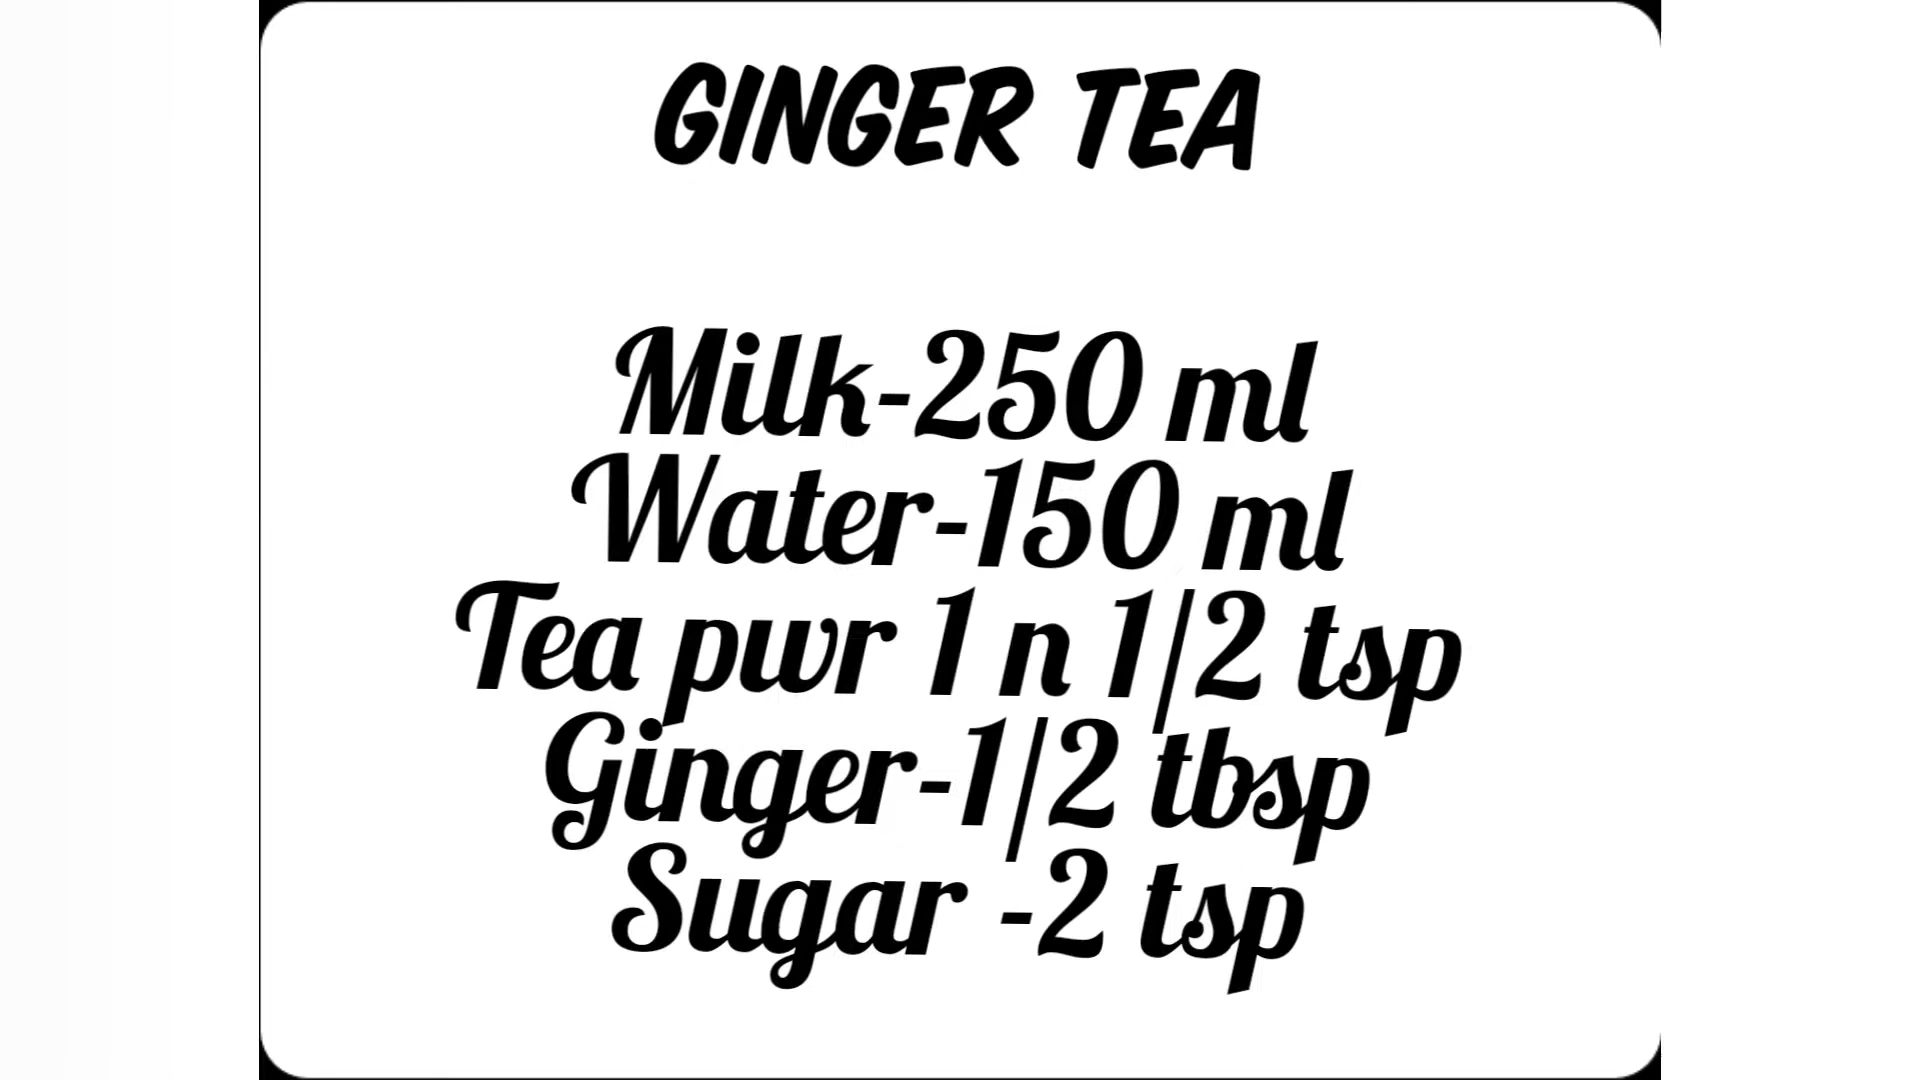 GINGER TEA
Milk-250 ml
Water-150 ml
Tea pwr 1 n 1/2 tsp
Ginger-1/2 tbsp
Sugar -2 tsp